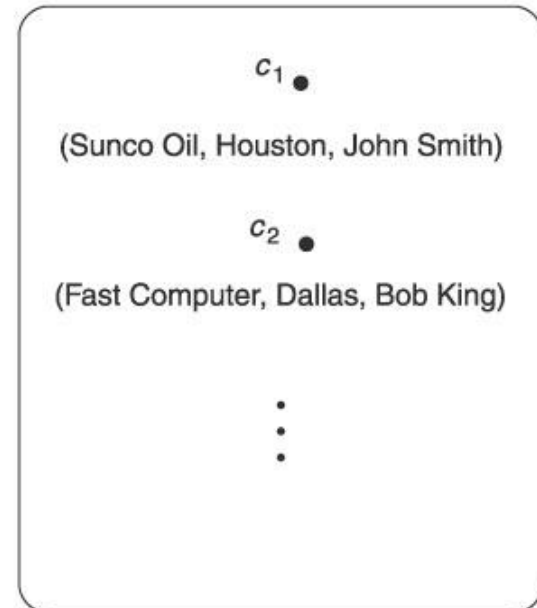 c₁
(Sunco Oil, Houston, John Smith)
c₂
(Fast Computer, Dallas, Bob King)